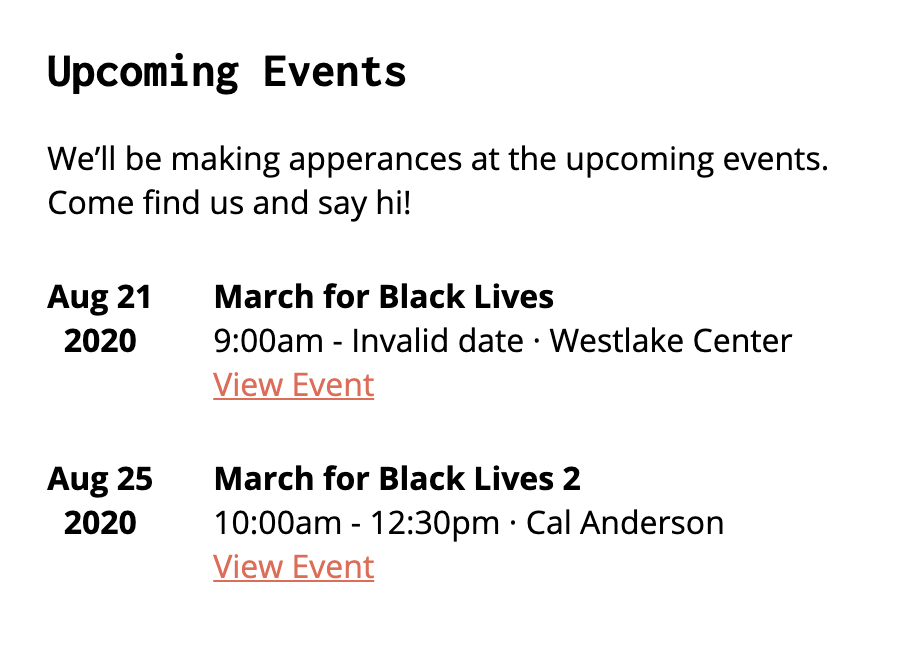 Upcoming Events
We’ll be making apperances at the upcoming events.
Come find us and say hi!
Aug 21
2020
March for Black Lives
9:00am - Invalid date · Westlake Center
View Event
Aug 25
2020
March for Black Lives 2
10:00am - 12:30pm · Cal Anderson
View Event